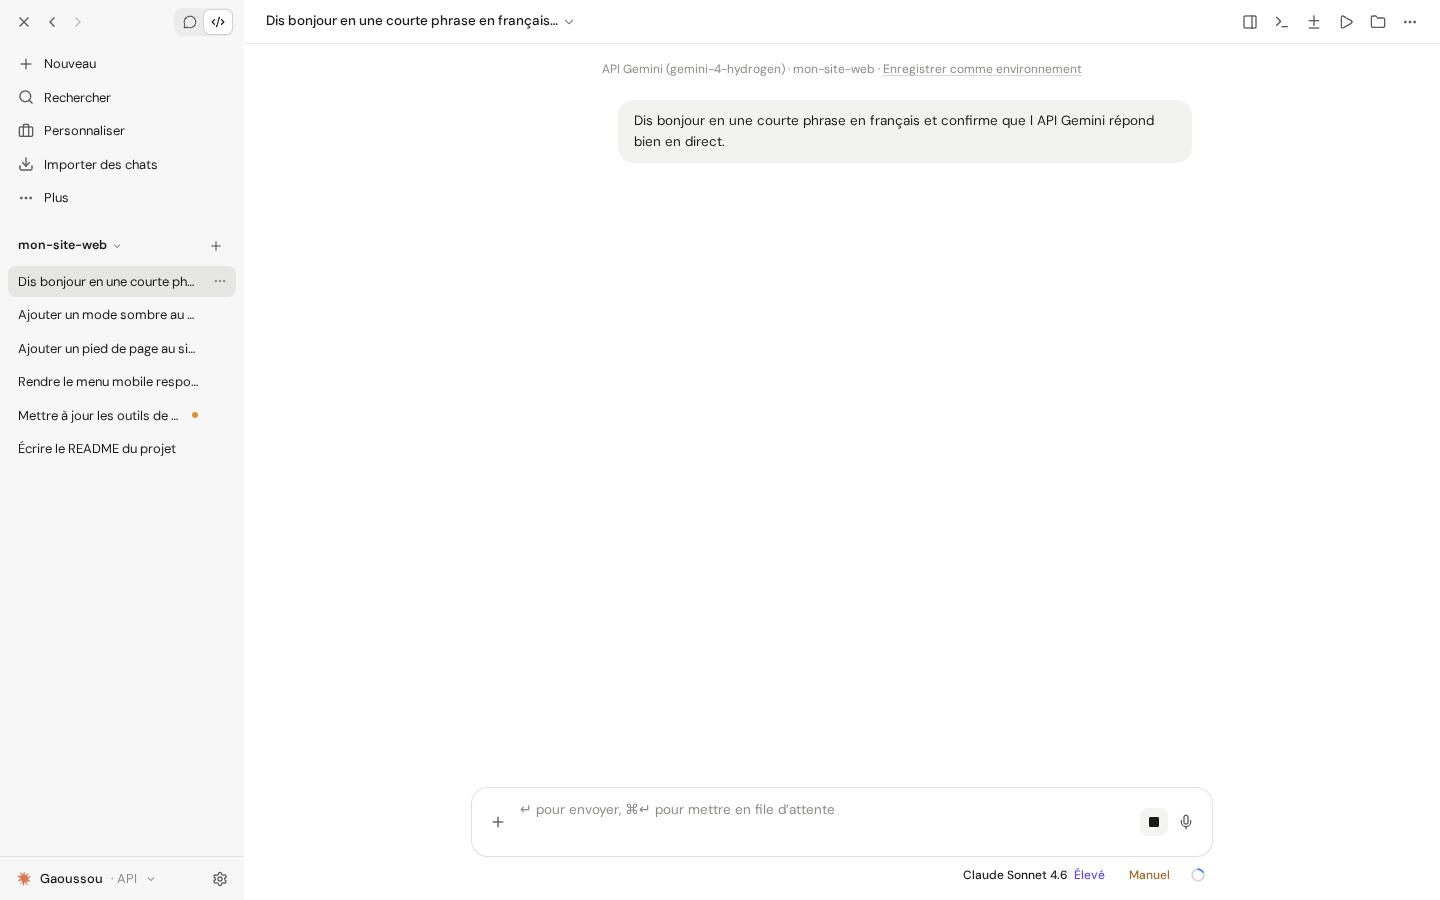 Dis bonjour en une courte phrase en français...
Nouveau
Rechercher
Personnaliser
Importer des chats
Plus
mon-site-web
Dis bonjour en une courte ph...
Ajouter un mode sombre au ...
Ajouter un pied de page au si...
Rendre le menu mobile respo...
Mettre à jour les outils de ...
Écrire le README du projet
API Gemini (gemini-4-hydrogen) · mon-site-web · Enregistrer comme environnement
Dis bonjour en une courte phrase en français et confirme que l API Gemini répond
bien en direct.
↵ pour envoyer, ⌘↵ pour mettre en file d’attente
Claude Sonnet 4.6 Élevé Manuel
Gaoussou · API